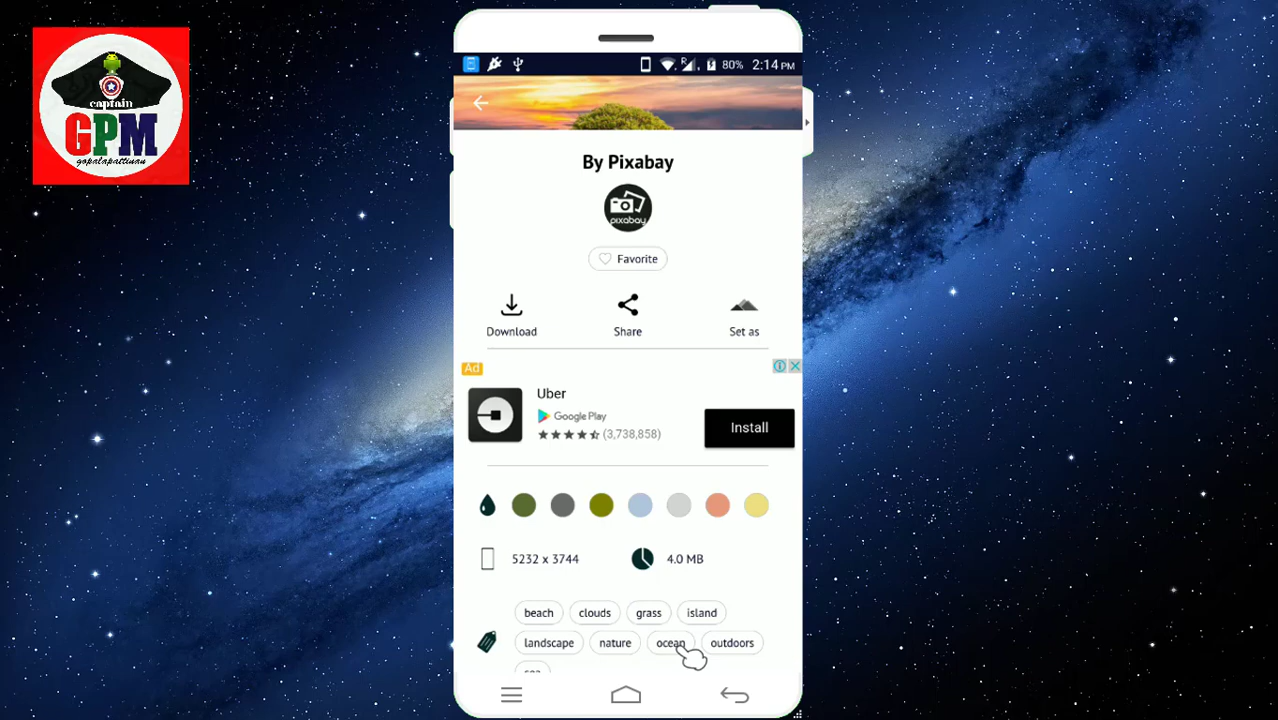 captain
GPM
gopalapattinam
R
80%
2:14 PM
By Pixabay
pixabay
Favorite
Download
Share
Set as
Ad
Uber
Google Play
(3,738,858)
Install
5232 x 3744
4.0 MB
beach
clouds
grass
island
landscape
nature
ocean
outdoors